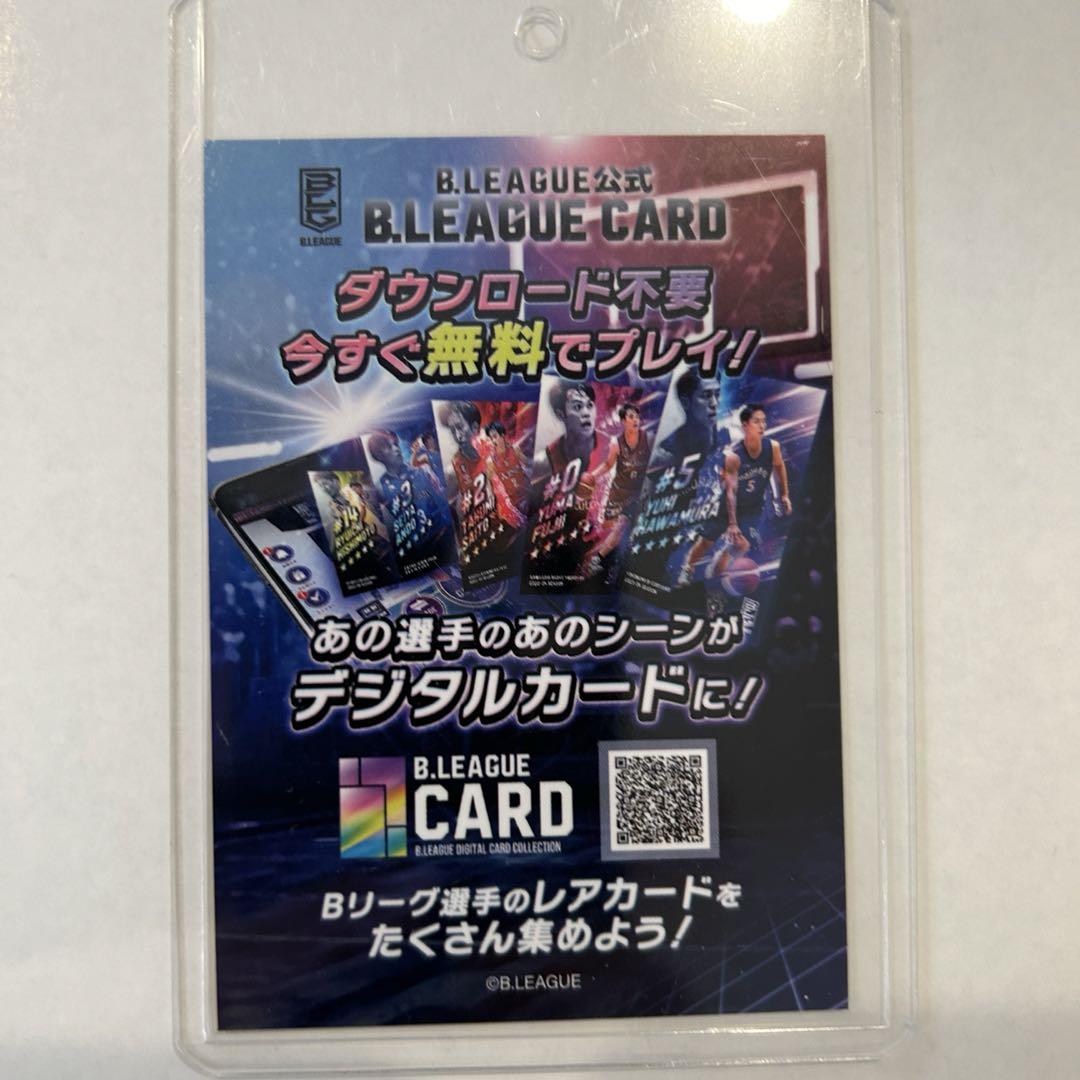 B.LEAGUE
B.LEAGUE公式
B.LEAGUE CARD
ダウンロード不要
今すぐ無料でプレイ!
#14
#3
#2
TAKUMI
SAITO
#0
YUMA
FUJII
#5
YUKI
KAWAMURA
あの選手のあのシーンが
デジタルカードに!
B.LEAGUE
CARD
B.LEAGUE DIGITAL CARD COLLECTION
Bリーグ選手のレアカードを
たくさん集めよう!
©B.LEAGUE